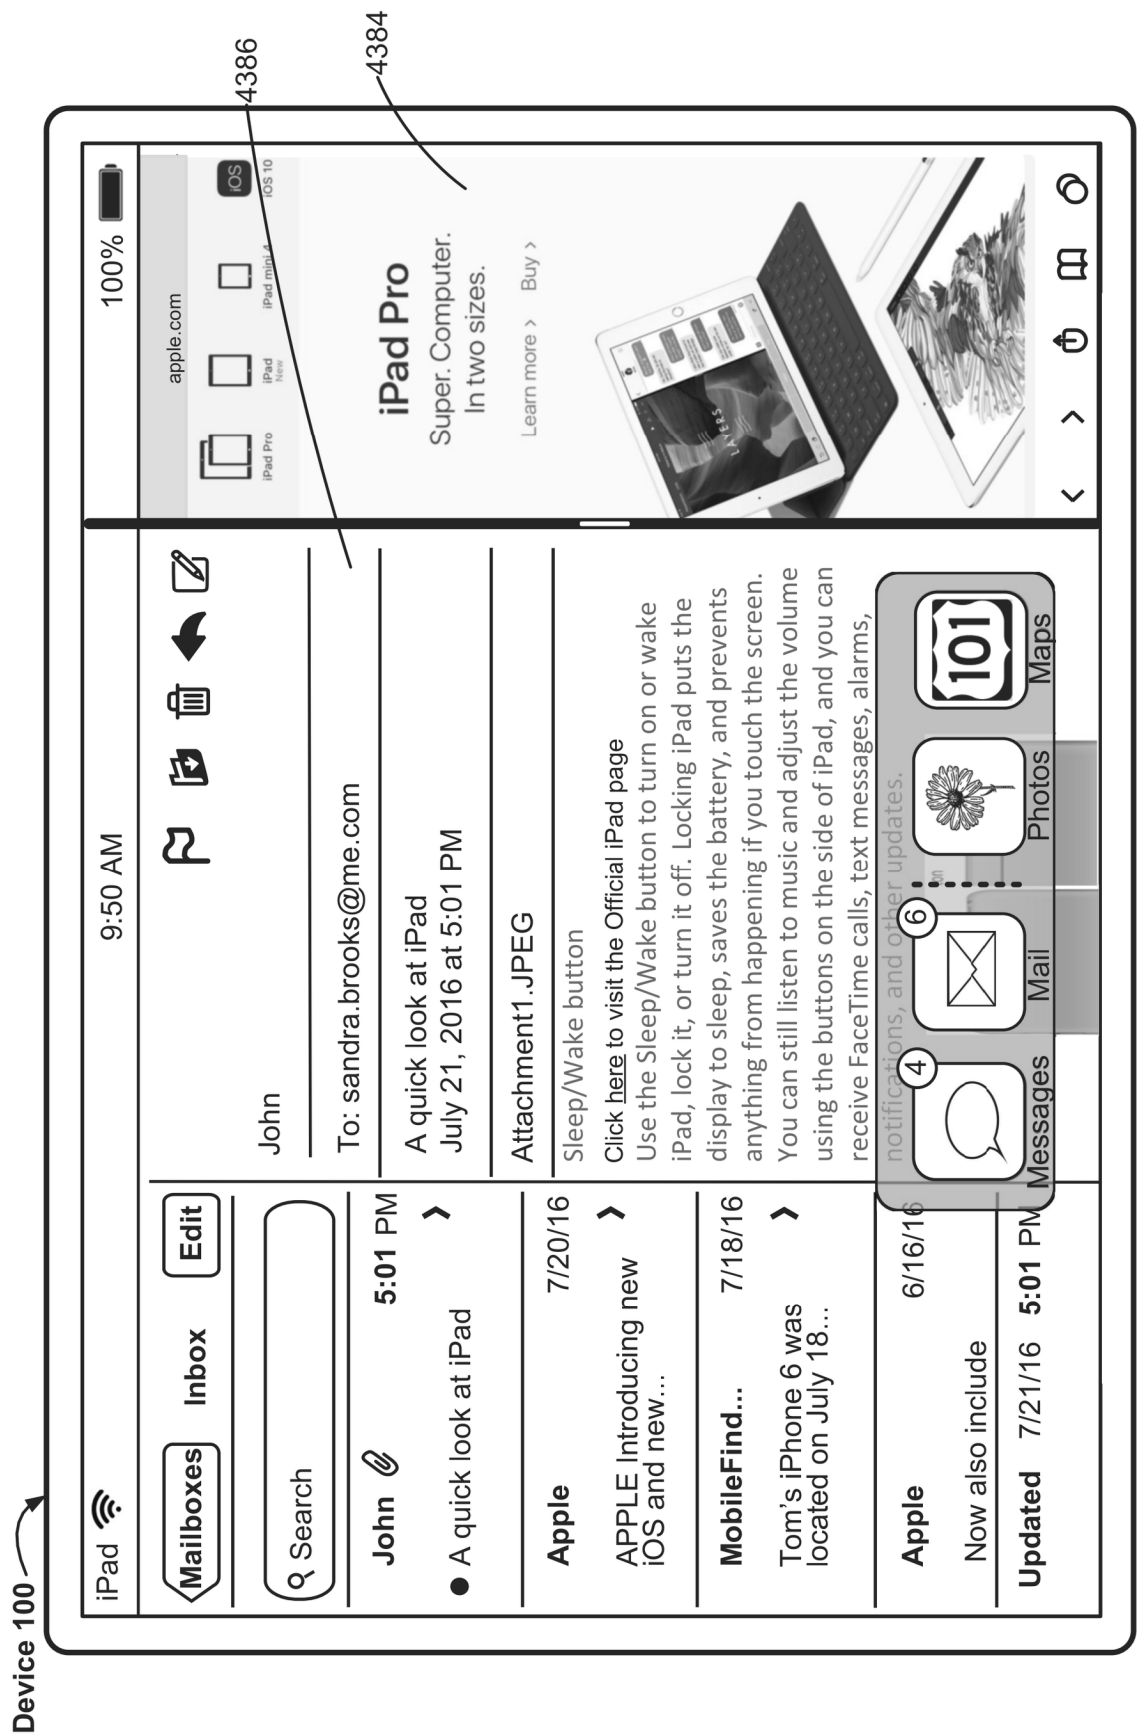 Device 100
4386
4384
iPad
9:50 AM
100%
Mailboxes
Inbox
Edit
Search
John
5:01 PM
A quick look at iPad
Apple
7/20/16
APPLE Introducing new
iOS and new...
MobileFind...
7/18/16
Tom's iPhone 6 was
located on July 18...
Apple
6/16/16
Now also include
Updated 7/21/16 5:01 PM
John
To: sandra.brooks@me.com
A quick look at iPad
July 21, 2016 at 5:01 PM
Attachment1.JPEG
Sleep/Wake button
Click here to visit the Official iPad page
Use the Sleep/Wake button to turn on or wake
iPad, lock it, or turn it off. Locking iPad puts the
display to sleep, saves the battery, and prevents
anything from happening if you touch the screen.
You can still listen to music and adjust the volume
using the buttons on the side of iPad, and you can
receive FaceTime calls, text messages, alarms,
notifications, and other updates.
on
4
6
101
Messages
Mail
Photos
Maps
apple.com
iOS
iPad Pro
iPad
New
iPad mini 4
iOS 10
iPad Pro
Super. Computer.
In two sizes.
Learn more >
Buy >
LAYERS